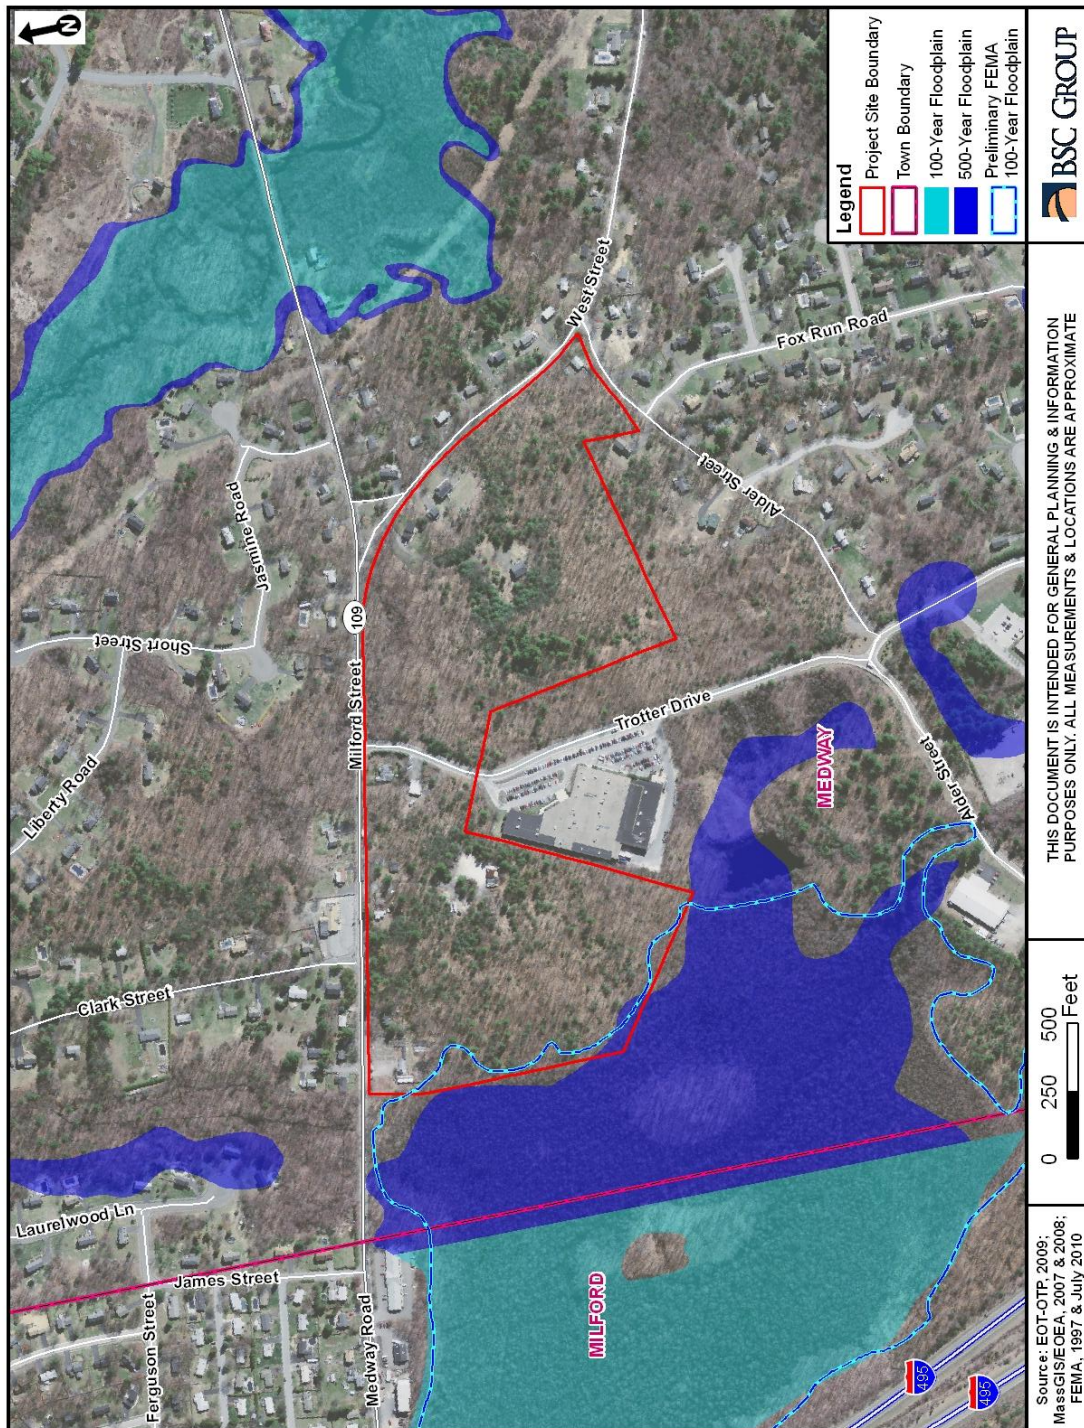 N
Ferguson Street
Laurelwood Ln
James Street
Clark Street
Liberty Road
Short Street
Jasmine Road
Medway Road
Milford Street
109
West Street
Trotter Drive
Fox Run Road
Alder Street
Alder Street
MILFORD
MEDWAY
495
495
Legend
Project Site Boundary
Town Boundary
100-Year Floodplain
500-Year Floodplain
Preliminary FEMA
100-Year Floodplain
Source: EOT-OTP, 2009;
MassGIS/EOEA, 2007 & 2008;
FEMA, 1997 & July 2010
0 250 500
Feet
THIS DOCUMENT IS INTENDED FOR GENERAL PLANNING & INFORMATION
PURPOSES ONLY. ALL MEASUREMENTS & LOCATIONS ARE APPROXIMATE
BSC GROUP